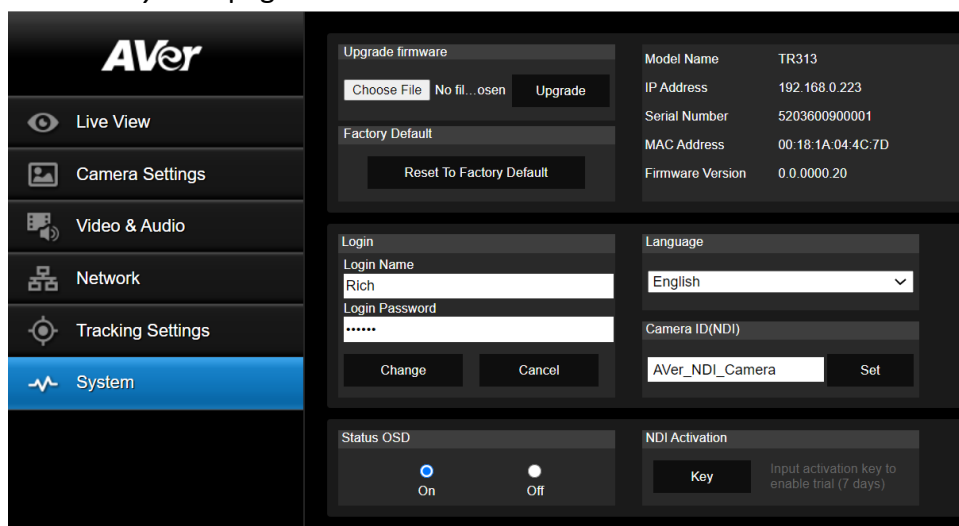 AVer
Live View
Camera Settings
Video & Audio
Network
Tracking Settings
System
Upgrade firmware
Choose File No fil...osen Upgrade
Factory Default
Reset To Factory Default
Model Name TR313
IP Address 192.168.0.223
Serial Number 5203600900001
MAC Address 00:18:1A:04:4C:7D
Firmware Version 0.0.0000.20
Login
Login Name
Rich
Login Password
••••••
Change Cancel
Language
English
Camera ID(NDI)
AVer_NDI_Camera Set
Status OSD
On Off
NDI Activation
Key
Input activation key to
enable trial (7 days)